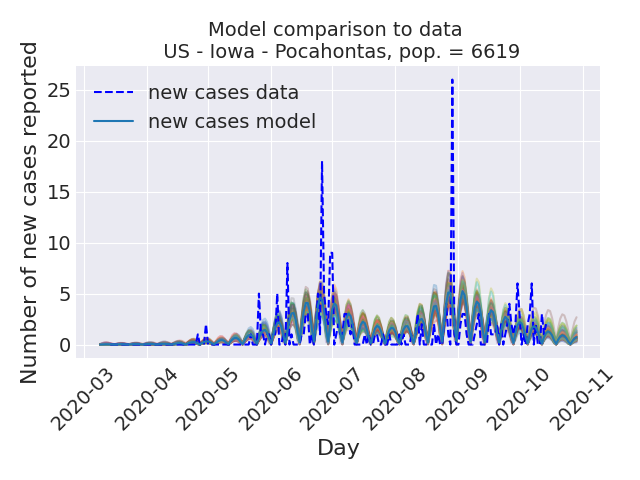 Model comparison to data
US - Iowa - Pocahontas, pop. = 6619
Number of new cases reported
25
20
15
10
5
0
new cases data
new cases model
2020-03
2020-04
2020-05
2020-06
2020-07
2020-08
2020-09
2020-10
2020-11
Day